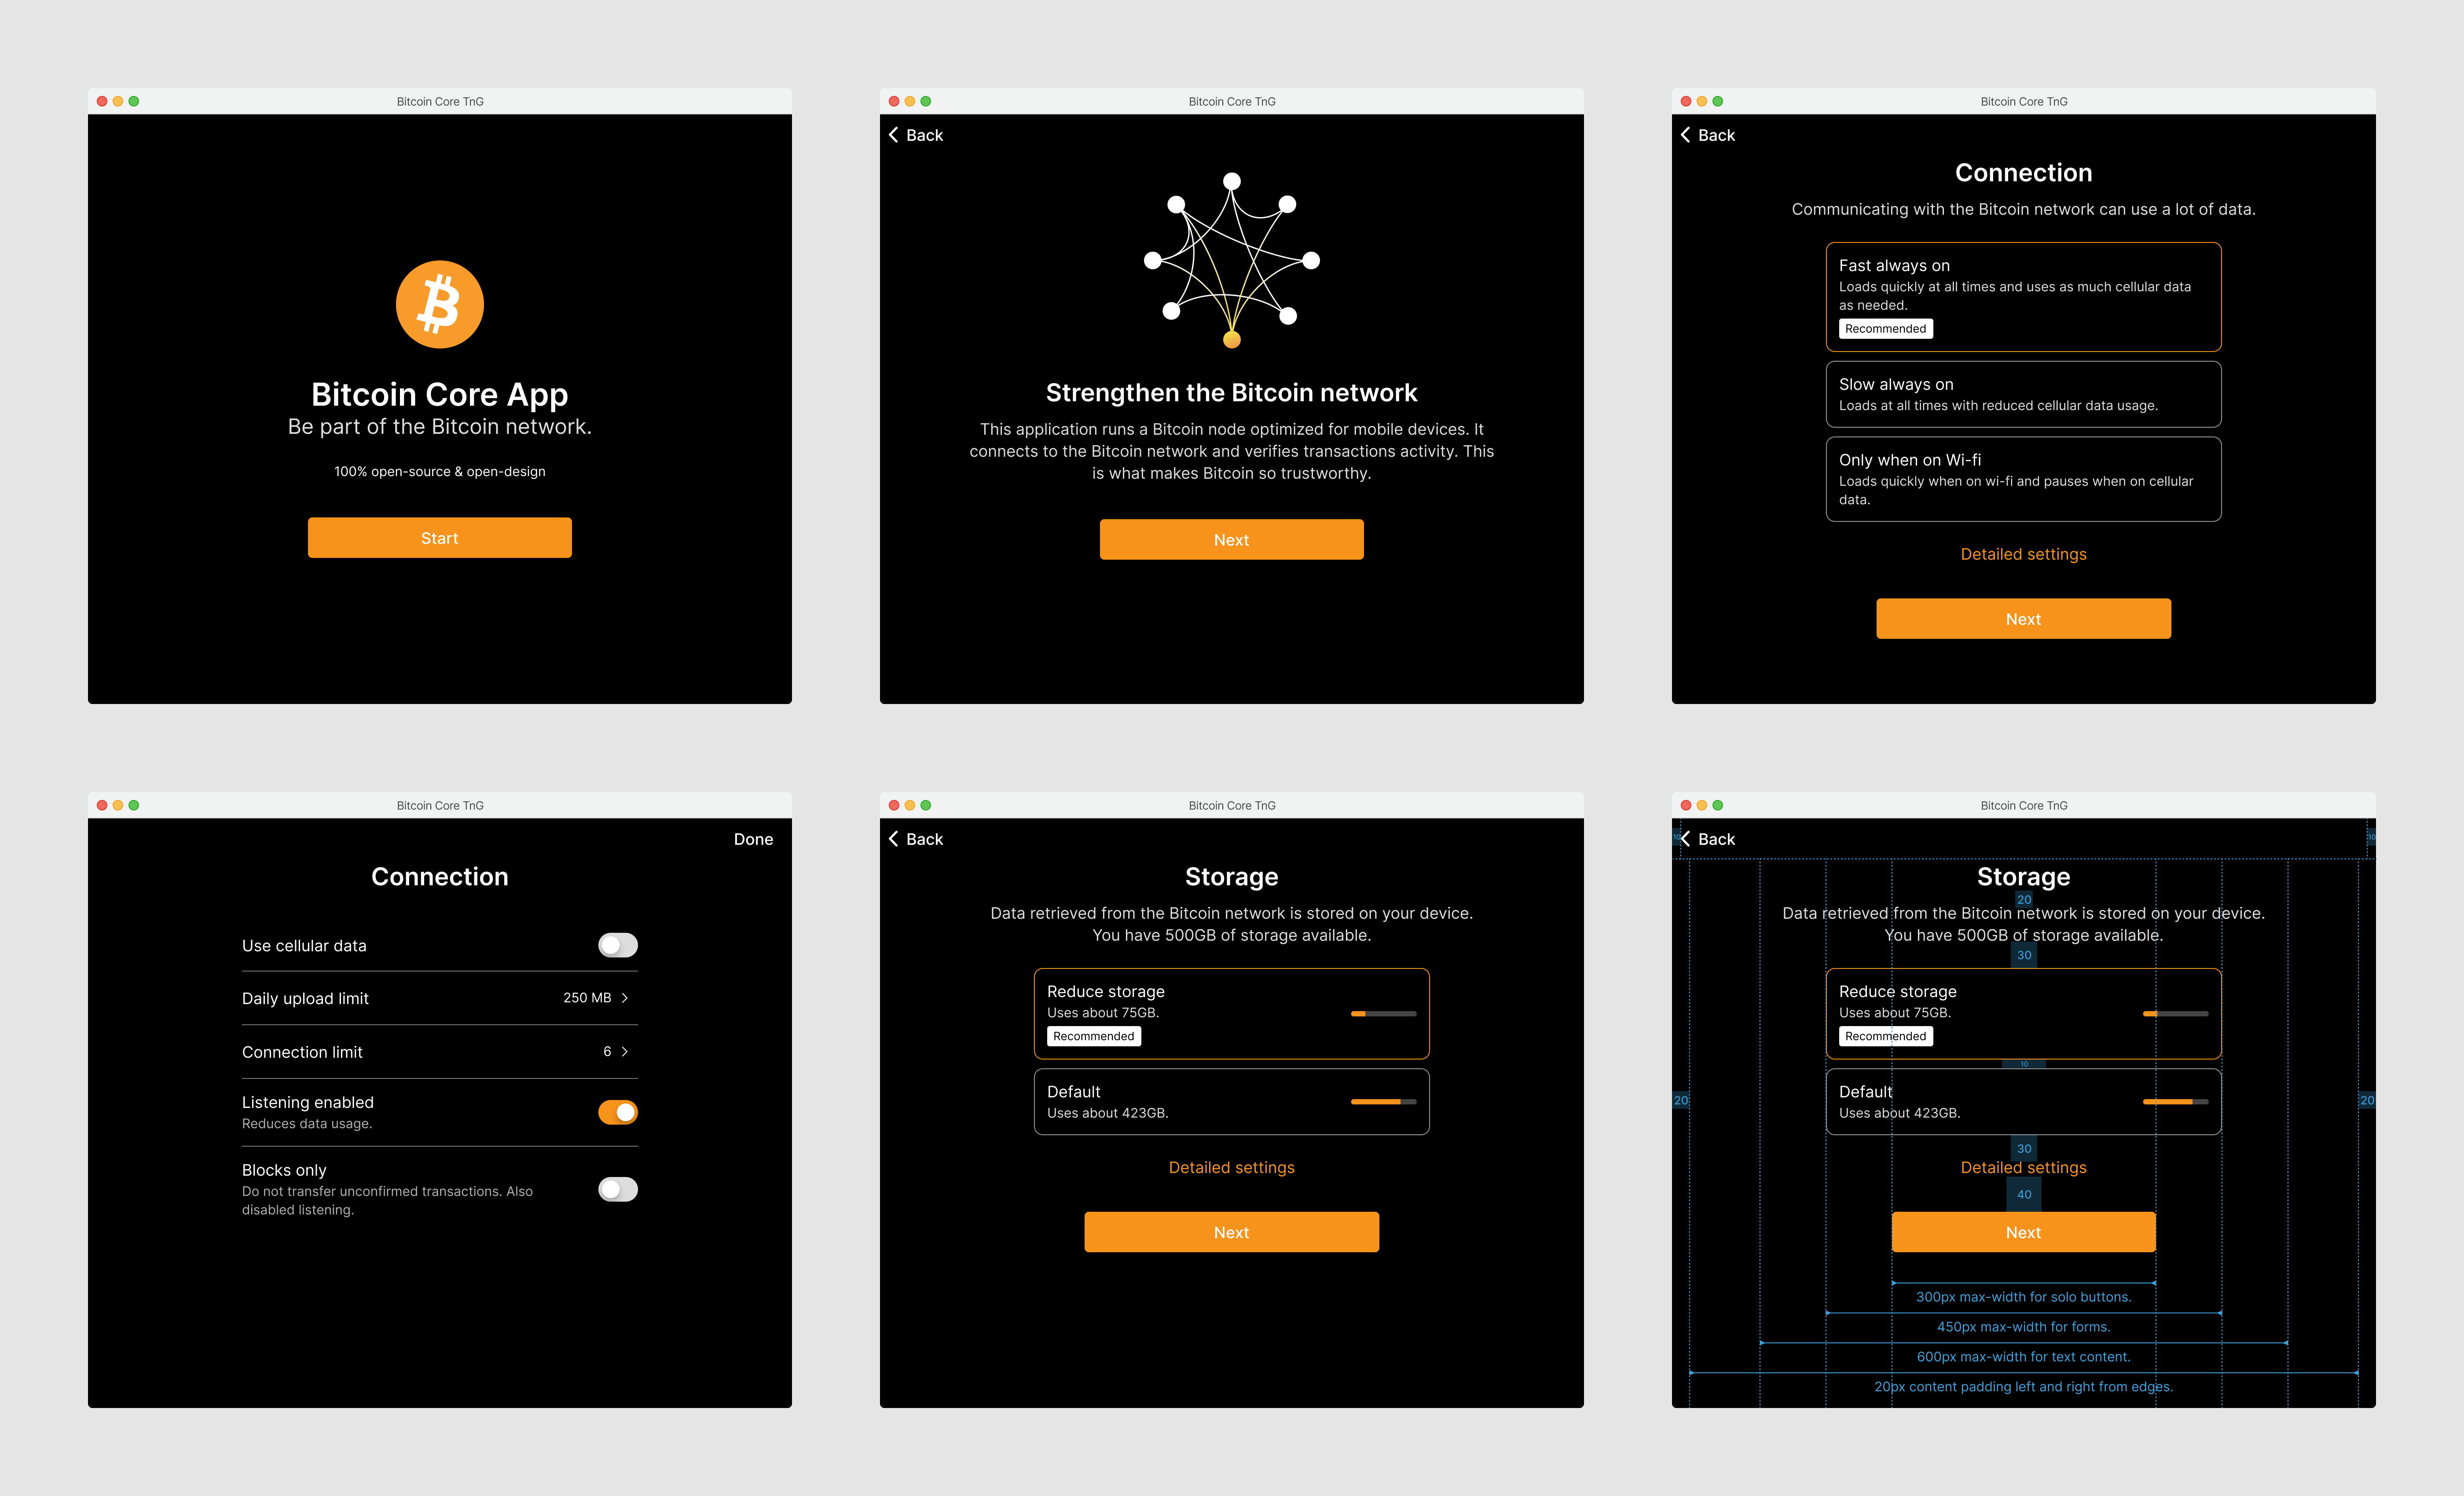 Bitcoin Core TnG
Bitcoin Core App
Be part of the Bitcoin network.
100% open-source & open-design
Start
Bitcoin Core TnG
Back
Strengthen the Bitcoin network
This application runs a Bitcoin node optimized for mobile devices. It
connects to the Bitcoin network and verifies transactions activity. This
is what makes Bitcoin so trustworthy.
Next
Bitcoin Core TnG
Back
Connection
Communicating with the Bitcoin network can use a lot of data.
Fast always on
Loads quickly at all times and uses as much cellular data
as needed.
Recommended
Slow always on
Loads at all times with reduced cellular data usage.
Only when on Wi-fi
Loads quickly when on wi-fi and pauses when on cellular
data.
Detailed settings
Next
Bitcoin Core TnG
Done
Connection
Use cellular data
Daily upload limit 250 MB
Connection limit 6
Listening enabled
Reduces data usage.
Blocks only
Do not transfer unconfirmed transactions. Also
disabled listening.
Bitcoin Core TnG
Back
Storage
Data retrieved from the Bitcoin network is stored on your device.
You have 500GB of storage available.
Reduce storage
Uses about 75GB.
Recommended
Default
Uses about 423GB.
Detailed settings
Next
Bitcoin Core TnG
10 Back 10
Storage
20
Data retrieved from the Bitcoin network is stored on your device.
You have 500GB of storage available.
30
Reduce storage
Uses about 75GB.
Recommended
10
Default
20 20
Uses about 423GB.
30
Detailed settings
40
Next
300px max-width for solo buttons.
450px max-width for forms.
600px max-width for text content.
20px content padding left and right from edges.